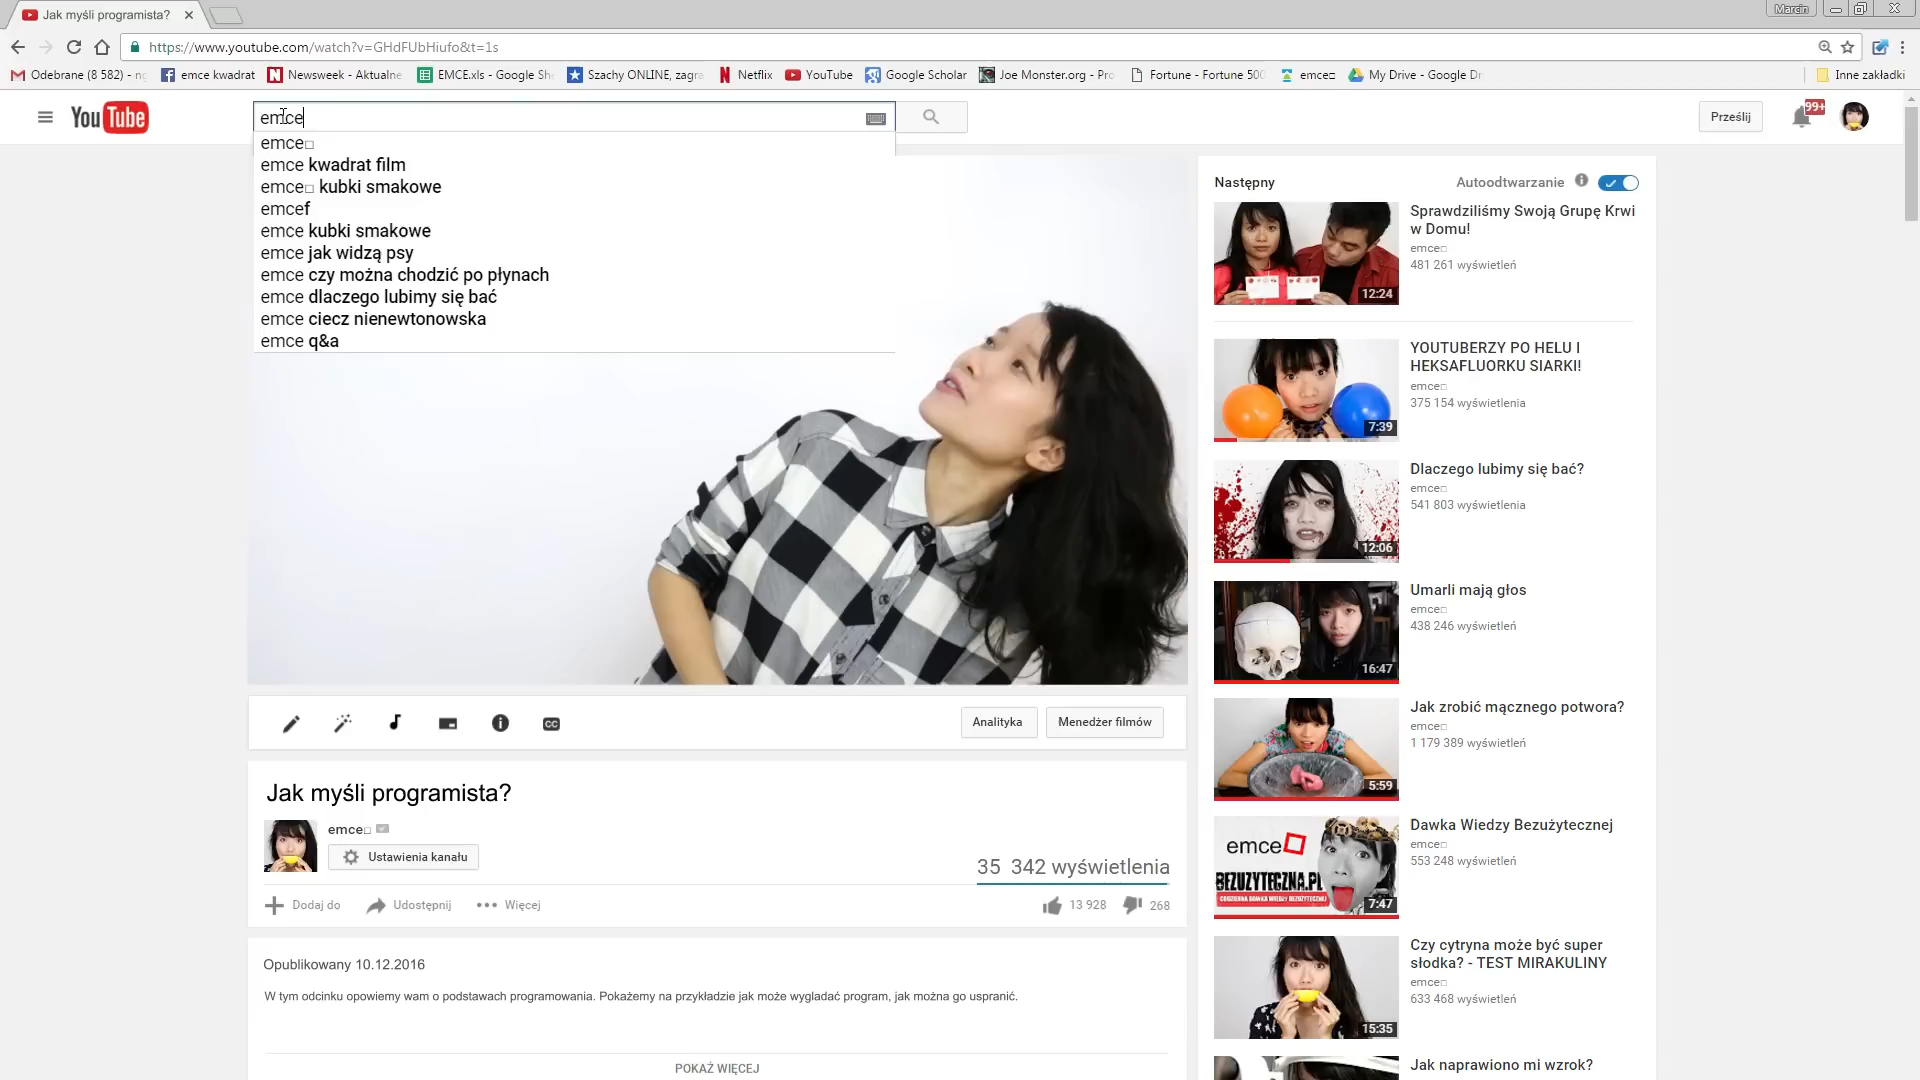 Jak myśli programista?
Marcin
https://www.youtube.com/watch?v=GHdFUbHiufo&t=1s
Odebrane (8 582) - n
emce kwadrat
Newsweek - Aktualne
EMCE.xls - Google She
Szachy ONLINE, zagra
Netflix
YouTube
Google Scholar
Joe Monster.org - Pro
Fortune - Fortune 500
emce□
My Drive - Google Dr
Inne zakładki
YouTube
emce
Prześlij
99+
emce□
emce kwadrat film
emce□ kubki smakowe
emcef
emce kubki smakowe
emce jak widzą psy
emce czy można chodzić po płynach
emce dlaczego lubimy się bać
emce ciecz nienewtonowska
emce q&a
Analityka
Menedżer filmów
CC
Jak myśli programista?
emce□
Ustawienia kanału
35 342 wyświetlenia
Dodaj do
Udostępnij
Więcej
13 928
268
Opublikowany 10.12.2016
W tym odcinku opowiemy wam o podstawach programowania. Pokażemy na przykładzie jak może wygladać program, jak można go uspranić.
POKAŻ WIĘCEJ
Następny
Autoodtwarzanie
12:24
Sprawdziliśmy Swoją Grupę Krwi
w Domu!
emce□
481 261 wyświetleń
7:39
YOUTUBERZY PO HELU I
HEKSAFLUORKU SIARKI!
emce□
375 154 wyświetlenia
12:06
Dlaczego lubimy się bać?
emce□
541 803 wyświetlenia
16:47
Umarli mają głos
emce□
438 246 wyświetleń
5:59
Jak zrobić mącznego potwora?
emce□
1 179 389 wyświetleń
emce
BEZUZYTECZNA.PL
CODZIENNA DAWKA WIEDZY BEZUŻYTECZNEJ
7:47
Dawka Wiedzy Bezużytecznej
emce□
553 248 wyświetleń
15:35
Czy cytryna może być super
słodka? - TEST MIRAKULINY
emce□
633 468 wyświetleń
Jak naprawiono mi wzrok?